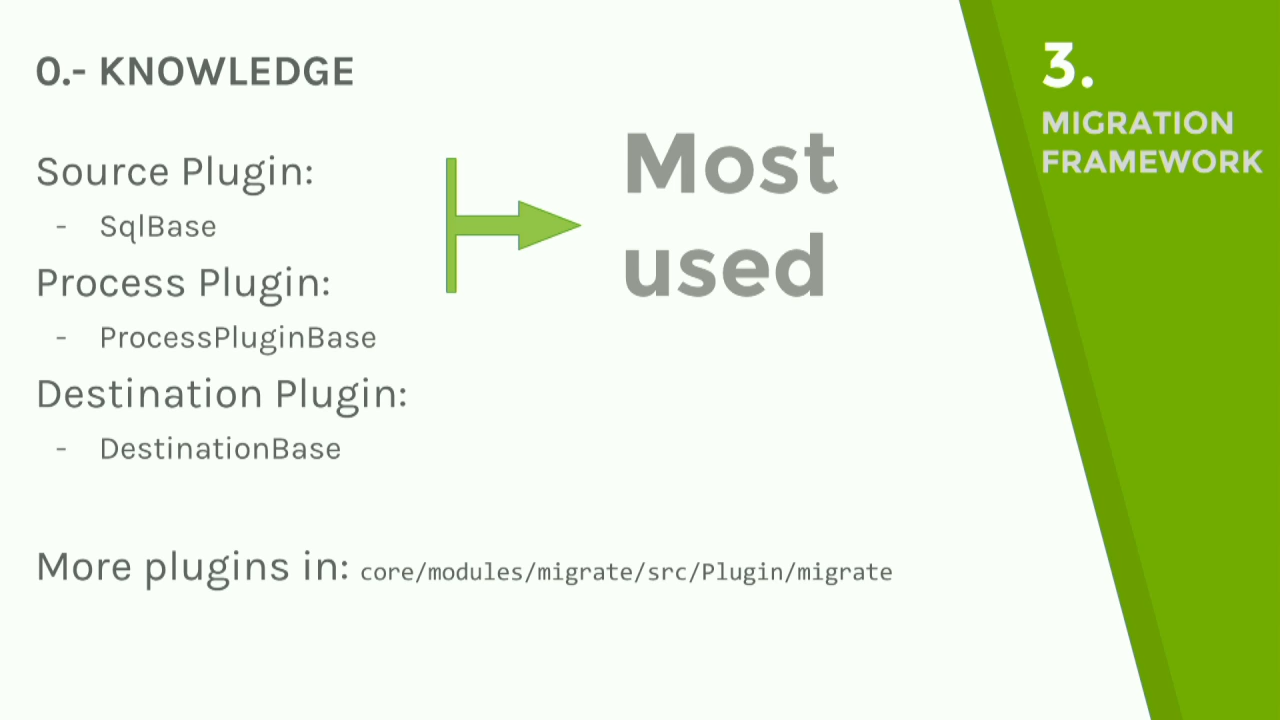 0.- KNOWLEDGE
Source Plugin:
- SqlBase
Process Plugin:
- ProcessPluginBase
Destination Plugin:
- DestinationBase
More plugins in: core/modules/migrate/src/Plugin/migrate
Most
used
3.
MIGRATION
FRAMEWORK